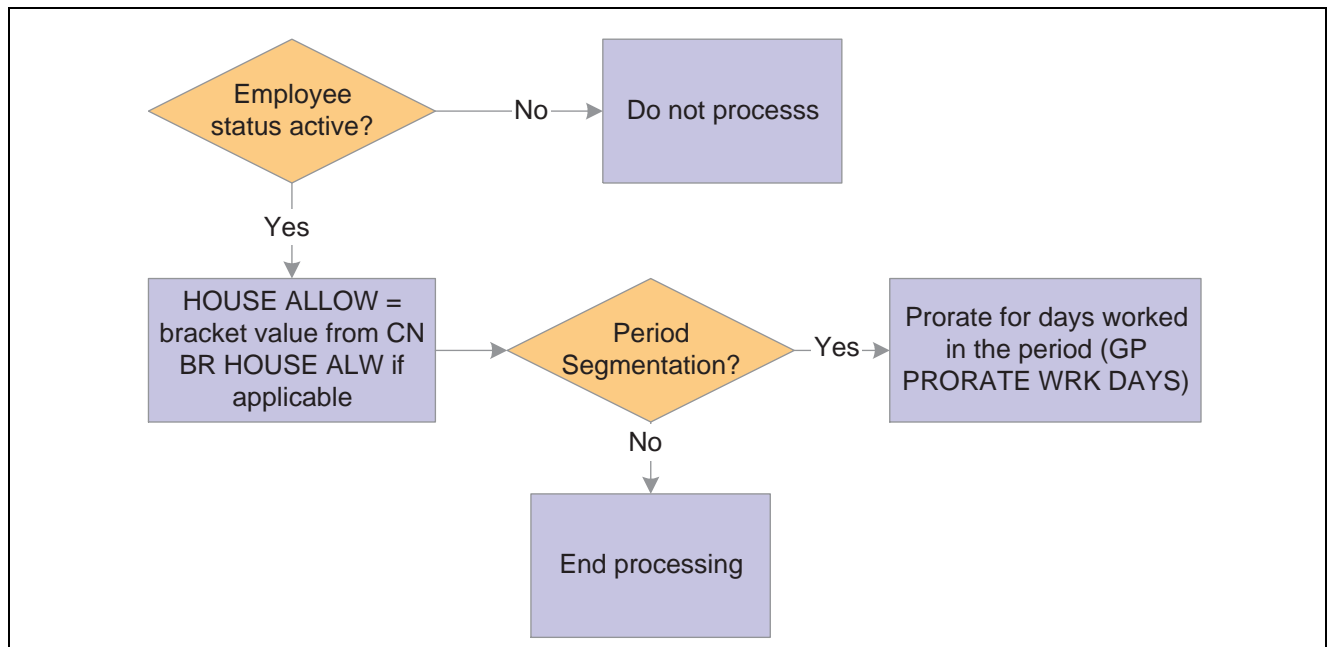 Employee
status active?
No
Do not processs
Yes
HOUSE ALLOW =
bracket value from CN
BR HOUSE ALW if
applicable
Period
Segmentation?
Yes
Prorate for days worked
in the period (GP
PRORATE WRK DAYS)
No
End processing